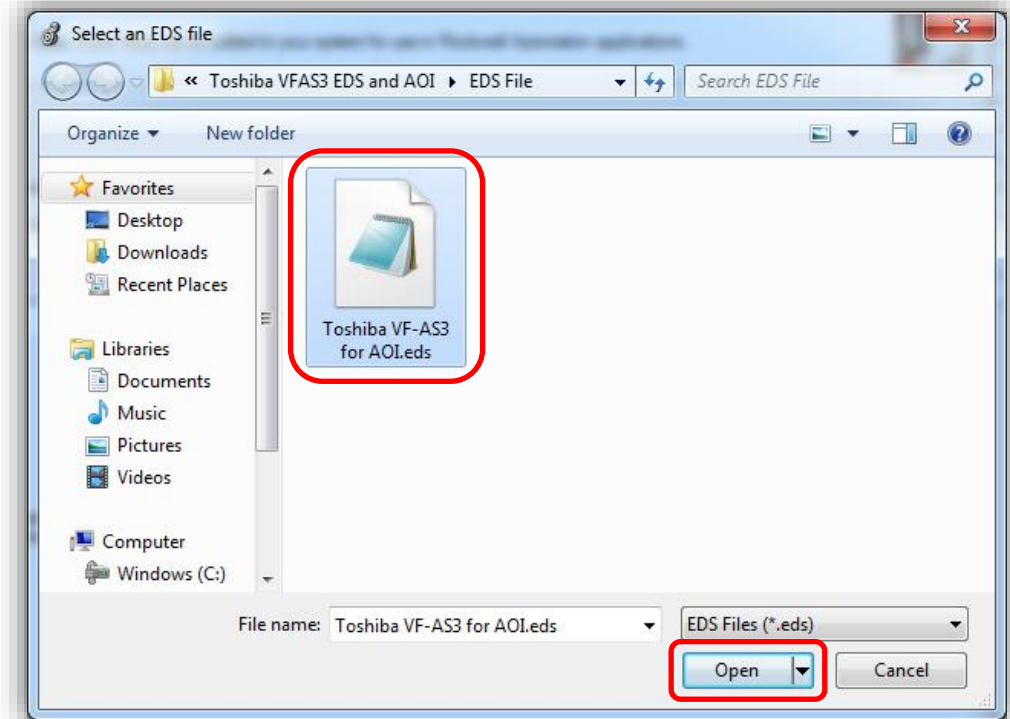 Select an EDS file
« Toshiba VFAS3 EDS and AOI ▸ EDS File
Search EDS File
Organize
New folder
Favorites
Desktop
Downloads
Recent Places
Libraries
Documents
Music
Pictures
Videos
Computer
Windows (C:)
Toshiba VF-AS3
for AOI.eds
File name: Toshiba VF-AS3 for AOI.eds
EDS Files (*.eds)
Open
Cancel